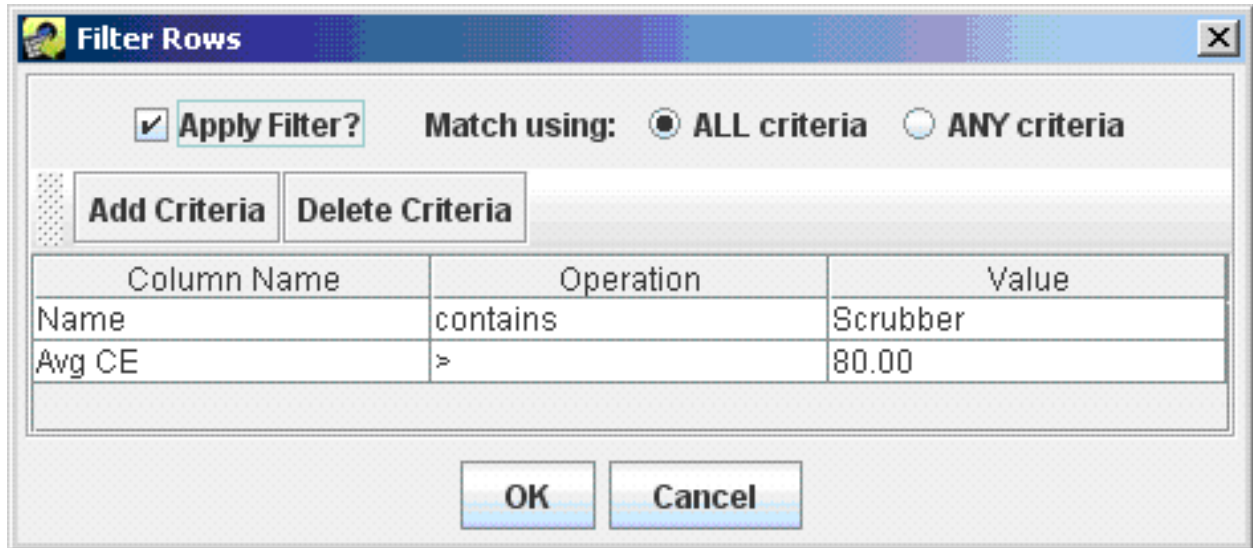 Filter Rows
Apply Filter? Match using: ALL criteria ANY criteria
Add Criteria Delete Criteria
Column Name Operation Value
Name contains Scrubber
Avg CE > 80.00
OK Cancel